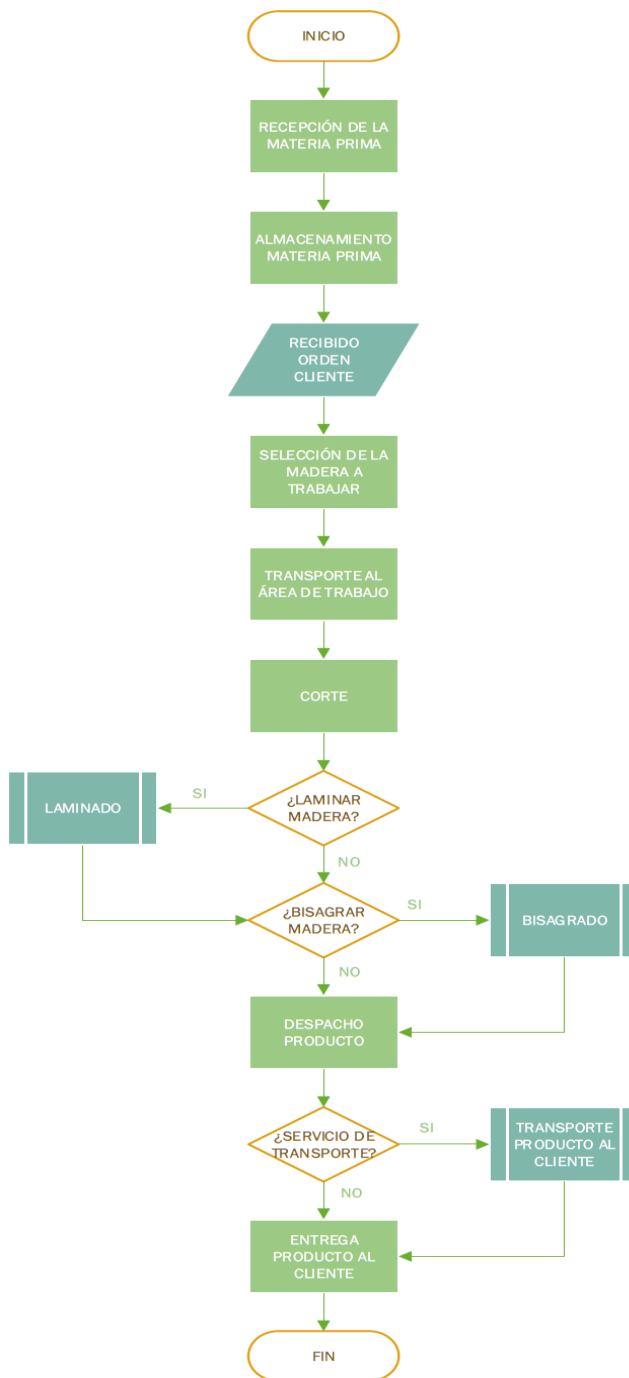 INICIO
RECEPCIÓN DE LA
MATERIA PRIMA
ALMACENAMIENTO
MATERIA PRIMA
RECIBIDO
ORDEN
CLIENTE
SELECCIÓN DE LA
MADERA A
TRABAJAR
TRANSPORTE AL
ÁREA DE TRABAJO
CORTE
¿LAMINAR
MADERA?
SI
LAMINADO
NO
¿BISAGRAR
MADERA?
SI
BISAGRADO
NO
DESPACHO
PRODUCTO
¿SERVICIO DE
TRANSPORTE?
SI
TRANSPORTE
PRODUCTO AL
CLIENTE
NO
ENTREGA
PRODUCTO AL
CLIENTE
FIN